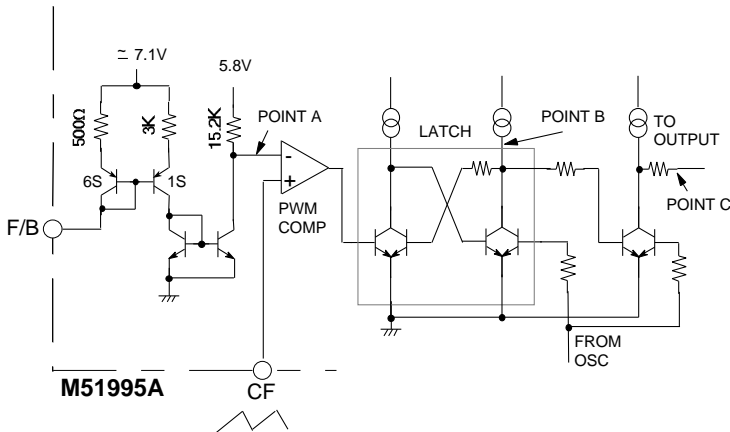 ≃ 7.1V
5.8V
500Ω
3K
15.2K
POINT A
LATCH
POINT B
TO
OUTPUT
6S
1S
-
+
PWM
COMP
POINT C
F/B
FROM
OSC
M51995A
CF